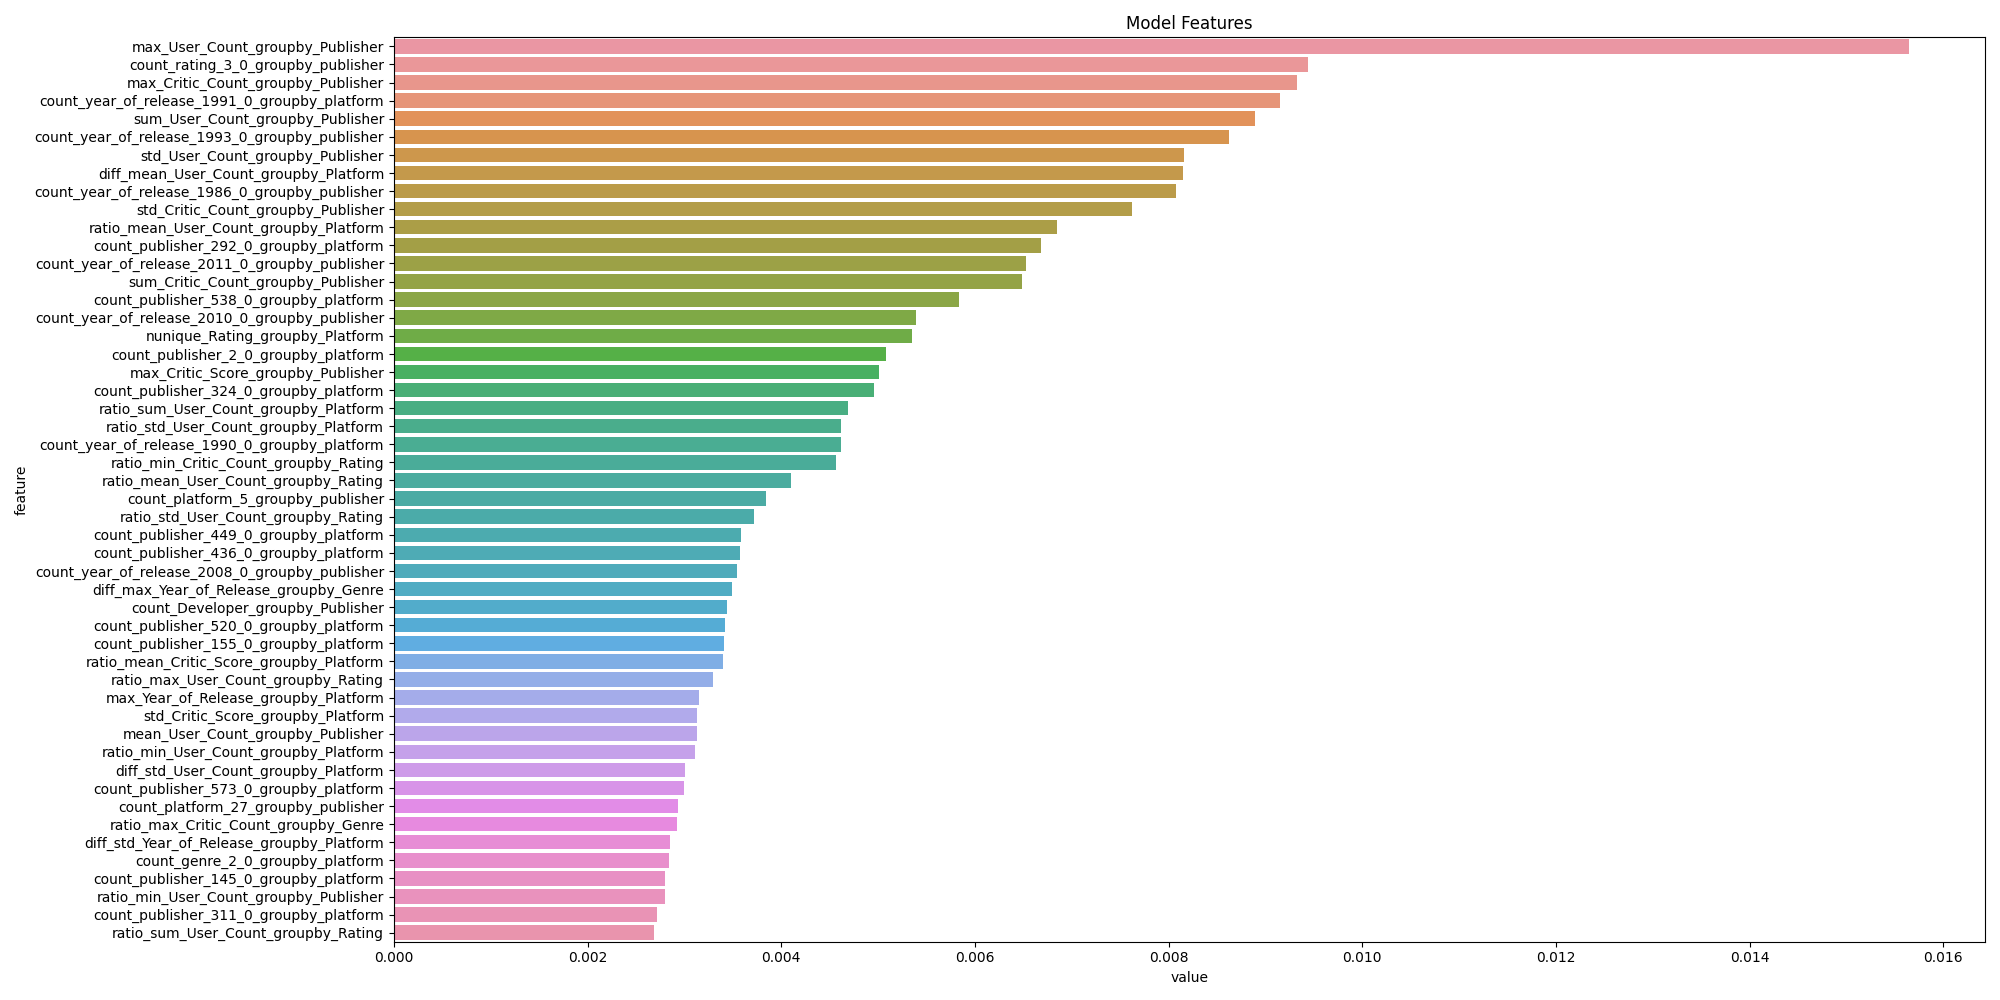 Model Features
max_User_Count_groupby_Publisher
count_rating_3_0_groupby_publisher
max_Critic_Count_groupby_Publisher
count_year_of_release_1991_0_groupby_platform
sum_User_Count_groupby_Publisher
count_year_of_release_1993_0_groupby_publisher
std_User_Count_groupby_Publisher
diff_mean_User_Count_groupby_Platform
count_year_of_release_1986_0_groupby_publisher
std_Critic_Count_groupby_Publisher
ratio_mean_User_Count_groupby_Platform
count_publisher_292_0_groupby_platform
count_year_of_release_2011_0_groupby_publisher
sum_Critic_Count_groupby_Publisher
count_publisher_538_0_groupby_platform
count_year_of_release_2010_0_groupby_publisher
nunique_Rating_groupby_Platform
count_publisher_2_0_groupby_platform
max_Critic_Score_groupby_Publisher
count_publisher_324_0_groupby_platform
ratio_sum_User_Count_groupby_Platform
ratio_std_User_Count_groupby_Platform
count_year_of_release_1990_0_groupby_platform
ratio_min_Critic_Count_groupby_Rating
ratio_mean_User_Count_groupby_Rating
count_platform_5_groupby_publisher
ratio_std_User_Count_groupby_Rating
count_publisher_449_0_groupby_platform
count_publisher_436_0_groupby_platform
count_year_of_release_2008_0_groupby_publisher
diff_max_Year_of_Release_groupby_Genre
count_Developer_groupby_Publisher
count_publisher_520_0_groupby_platform
count_publisher_155_0_groupby_platform
ratio_mean_Critic_Score_groupby_Platform
ratio_max_User_Count_groupby_Rating
max_Year_of_Release_groupby_Platform
std_Critic_Score_groupby_Platform
mean_User_Count_groupby_Publisher
ratio_min_User_Count_groupby_Platform
diff_std_User_Count_groupby_Platform
count_publisher_573_0_groupby_platform
count_platform_27_groupby_publisher
ratio_max_Critic_Count_groupby_Genre
diff_std_Year_of_Release_groupby_Platform
count_genre_2_0_groupby_platform
count_publisher_145_0_groupby_platform
ratio_min_User_Count_groupby_Publisher
count_publisher_311_0_groupby_platform
ratio_sum_User_Count_groupby_Rating
feature
0.000 0.002 0.004 0.006 0.008 0.010 0.012 0.014 0.016
value